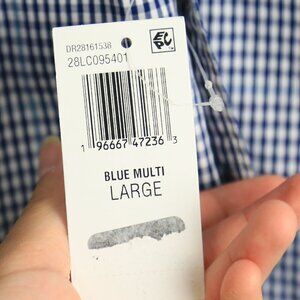 DR28161538
28LC095401
1 96667 47236 3
BLUE MULTI
LARGE